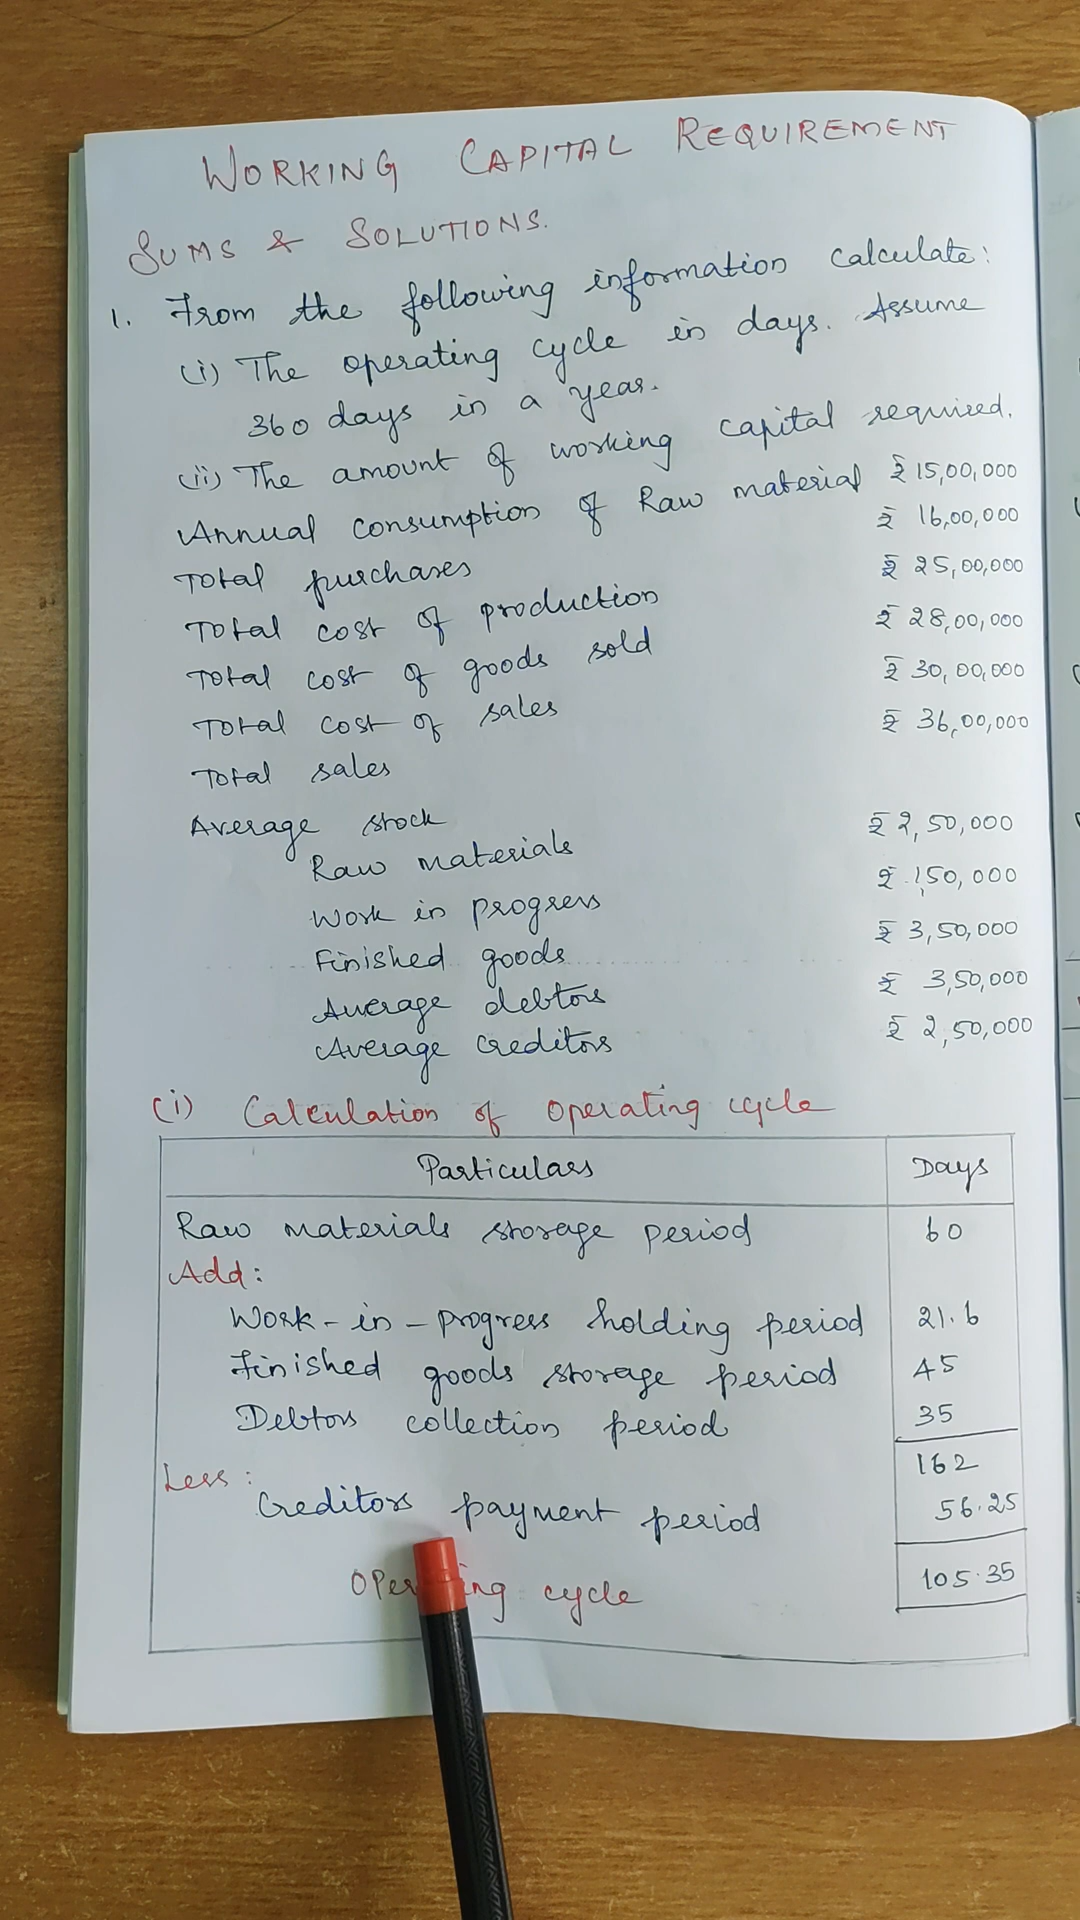 WORKING CAPITAL REQUIREMENT
SUMS & SOLUTIONS.
1. From the following information calculate:
(i) The operating cycle in days. Assume
360 days in a year.
(ii) The amount of working capital required.
Annual consumption of Raw material ₹ 15,00,000
Total purchases ₹ 16,00,000
Total cost of production ₹ 25,00,000
Total cost of goods sold ₹ 28,00,000
Total cost of sales ₹ 30,00,000
Total sales ₹ 36,00,000
Average stock
Raw materials ₹ 2,50,000
Work in progress ₹ 1,50,000
Finished goods ₹ 3,50,000
Average debtors ₹ 3,50,000
Average creditors ₹ 2,50,000
(i) Calculation of operating cycle
Particulars Days
Raw materials storage period 60
Add:
Work-in-progress holding period 21.6
Finished goods storage period 45
Debtors collection period 35
162
Less:
Creditors payment period 56.25
cycle 105.35